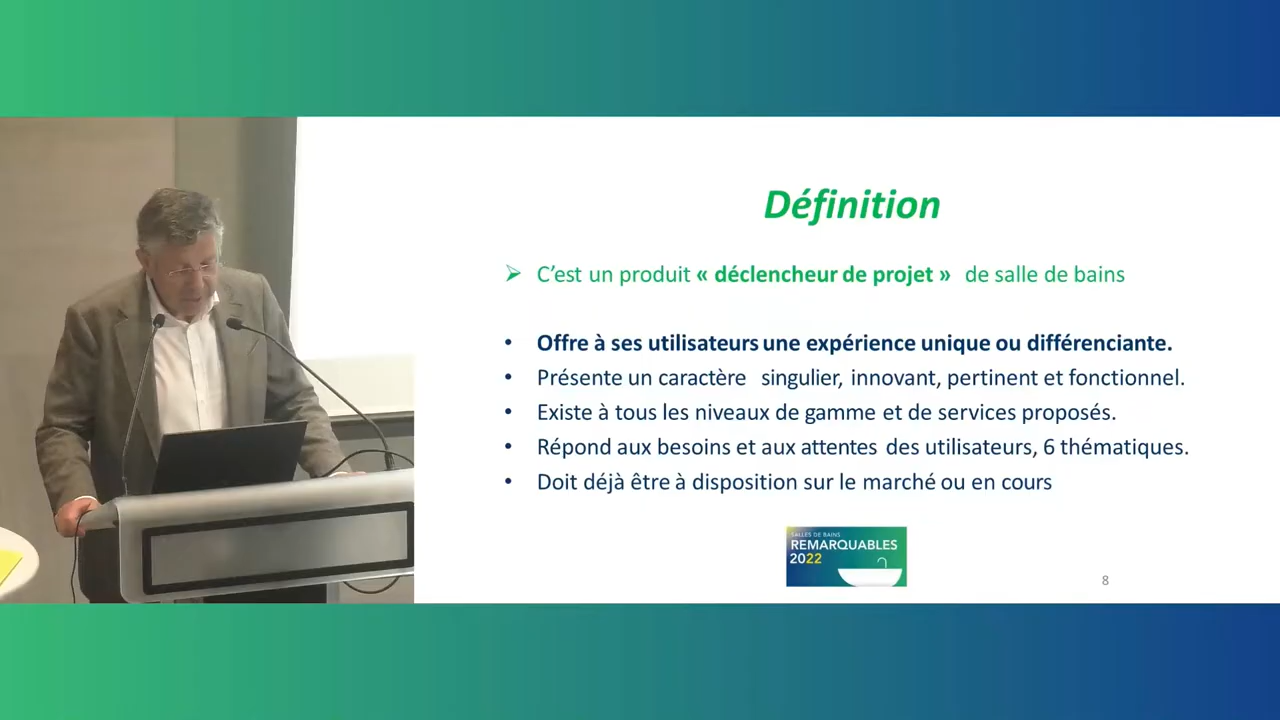 Définition
➢ C'est un produit « déclencheur de projet » de salle de bains
• Offre à ses utilisateurs une expérience unique ou différenciante.
• Présente un caractère singulier, innovant, pertinent et fonctionnel.
• Existe à tous les niveaux de gamme et de services proposés.
• Répond aux besoins et aux attentes des utilisateurs, 6 thématiques.
• Doit déjà être à disposition sur le marché ou en cours
SALLES DE BAINS
REMARQUABLES
2022
8